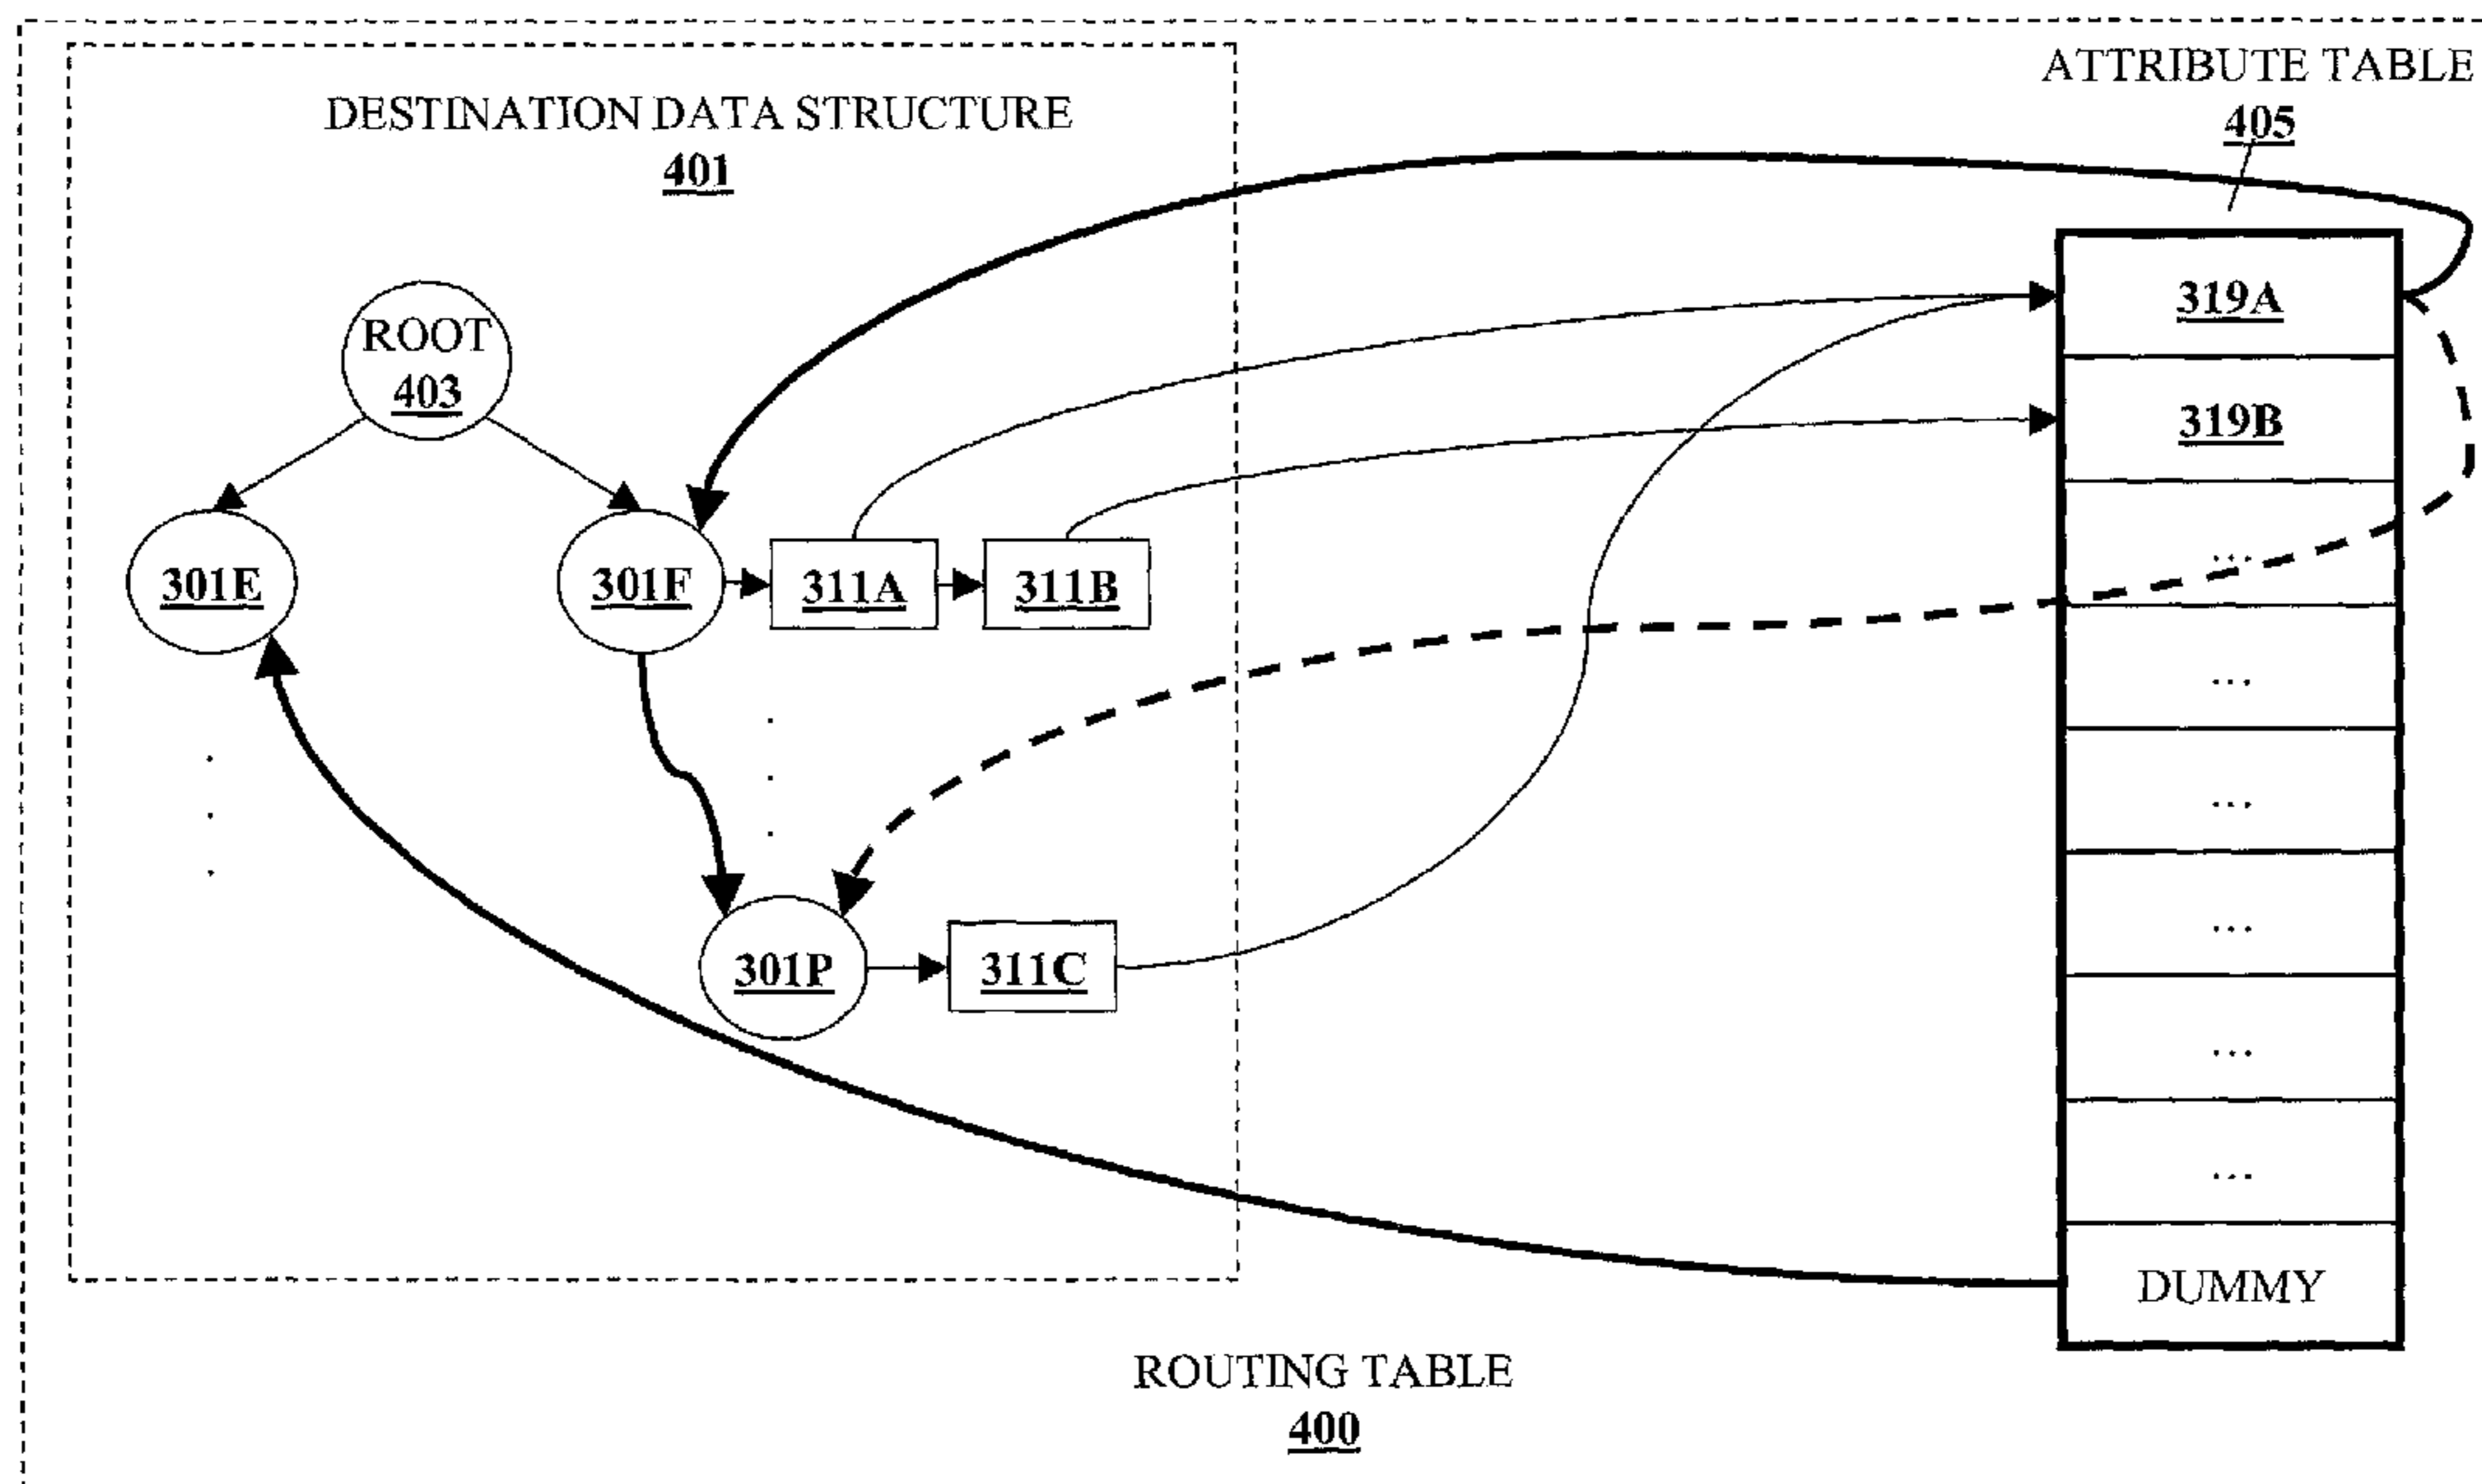 ATTRIBUTE TABLE
405
DESTINATION DATA STRUCTURE
401
ROOT
403
319A
319B
301E
301F
311A
311B
...
...
...
...
...
...
301P
311C
DUMMY
ROUTING TABLE
400